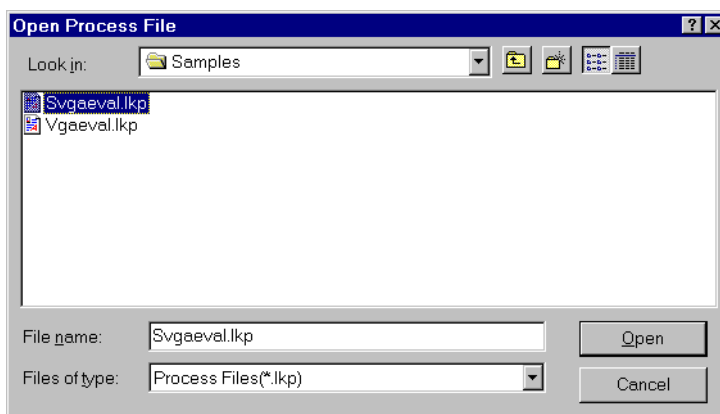 Open Process File
Look in: Samples
Svgaeval.lkp
Vgaeval.lkp
File name: Svgaeval.lkp Open
Files of type: Process Files(*.lkp) Cancel